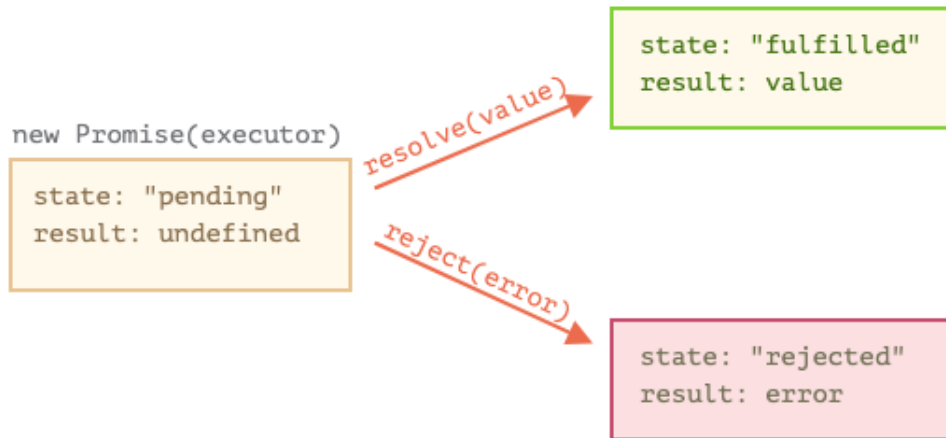 new Promise(executor)
state: "pending"
result: undefined
resolve(value)
reject(error)
state: "fulfilled"
result: value
state: "rejected"
result: error